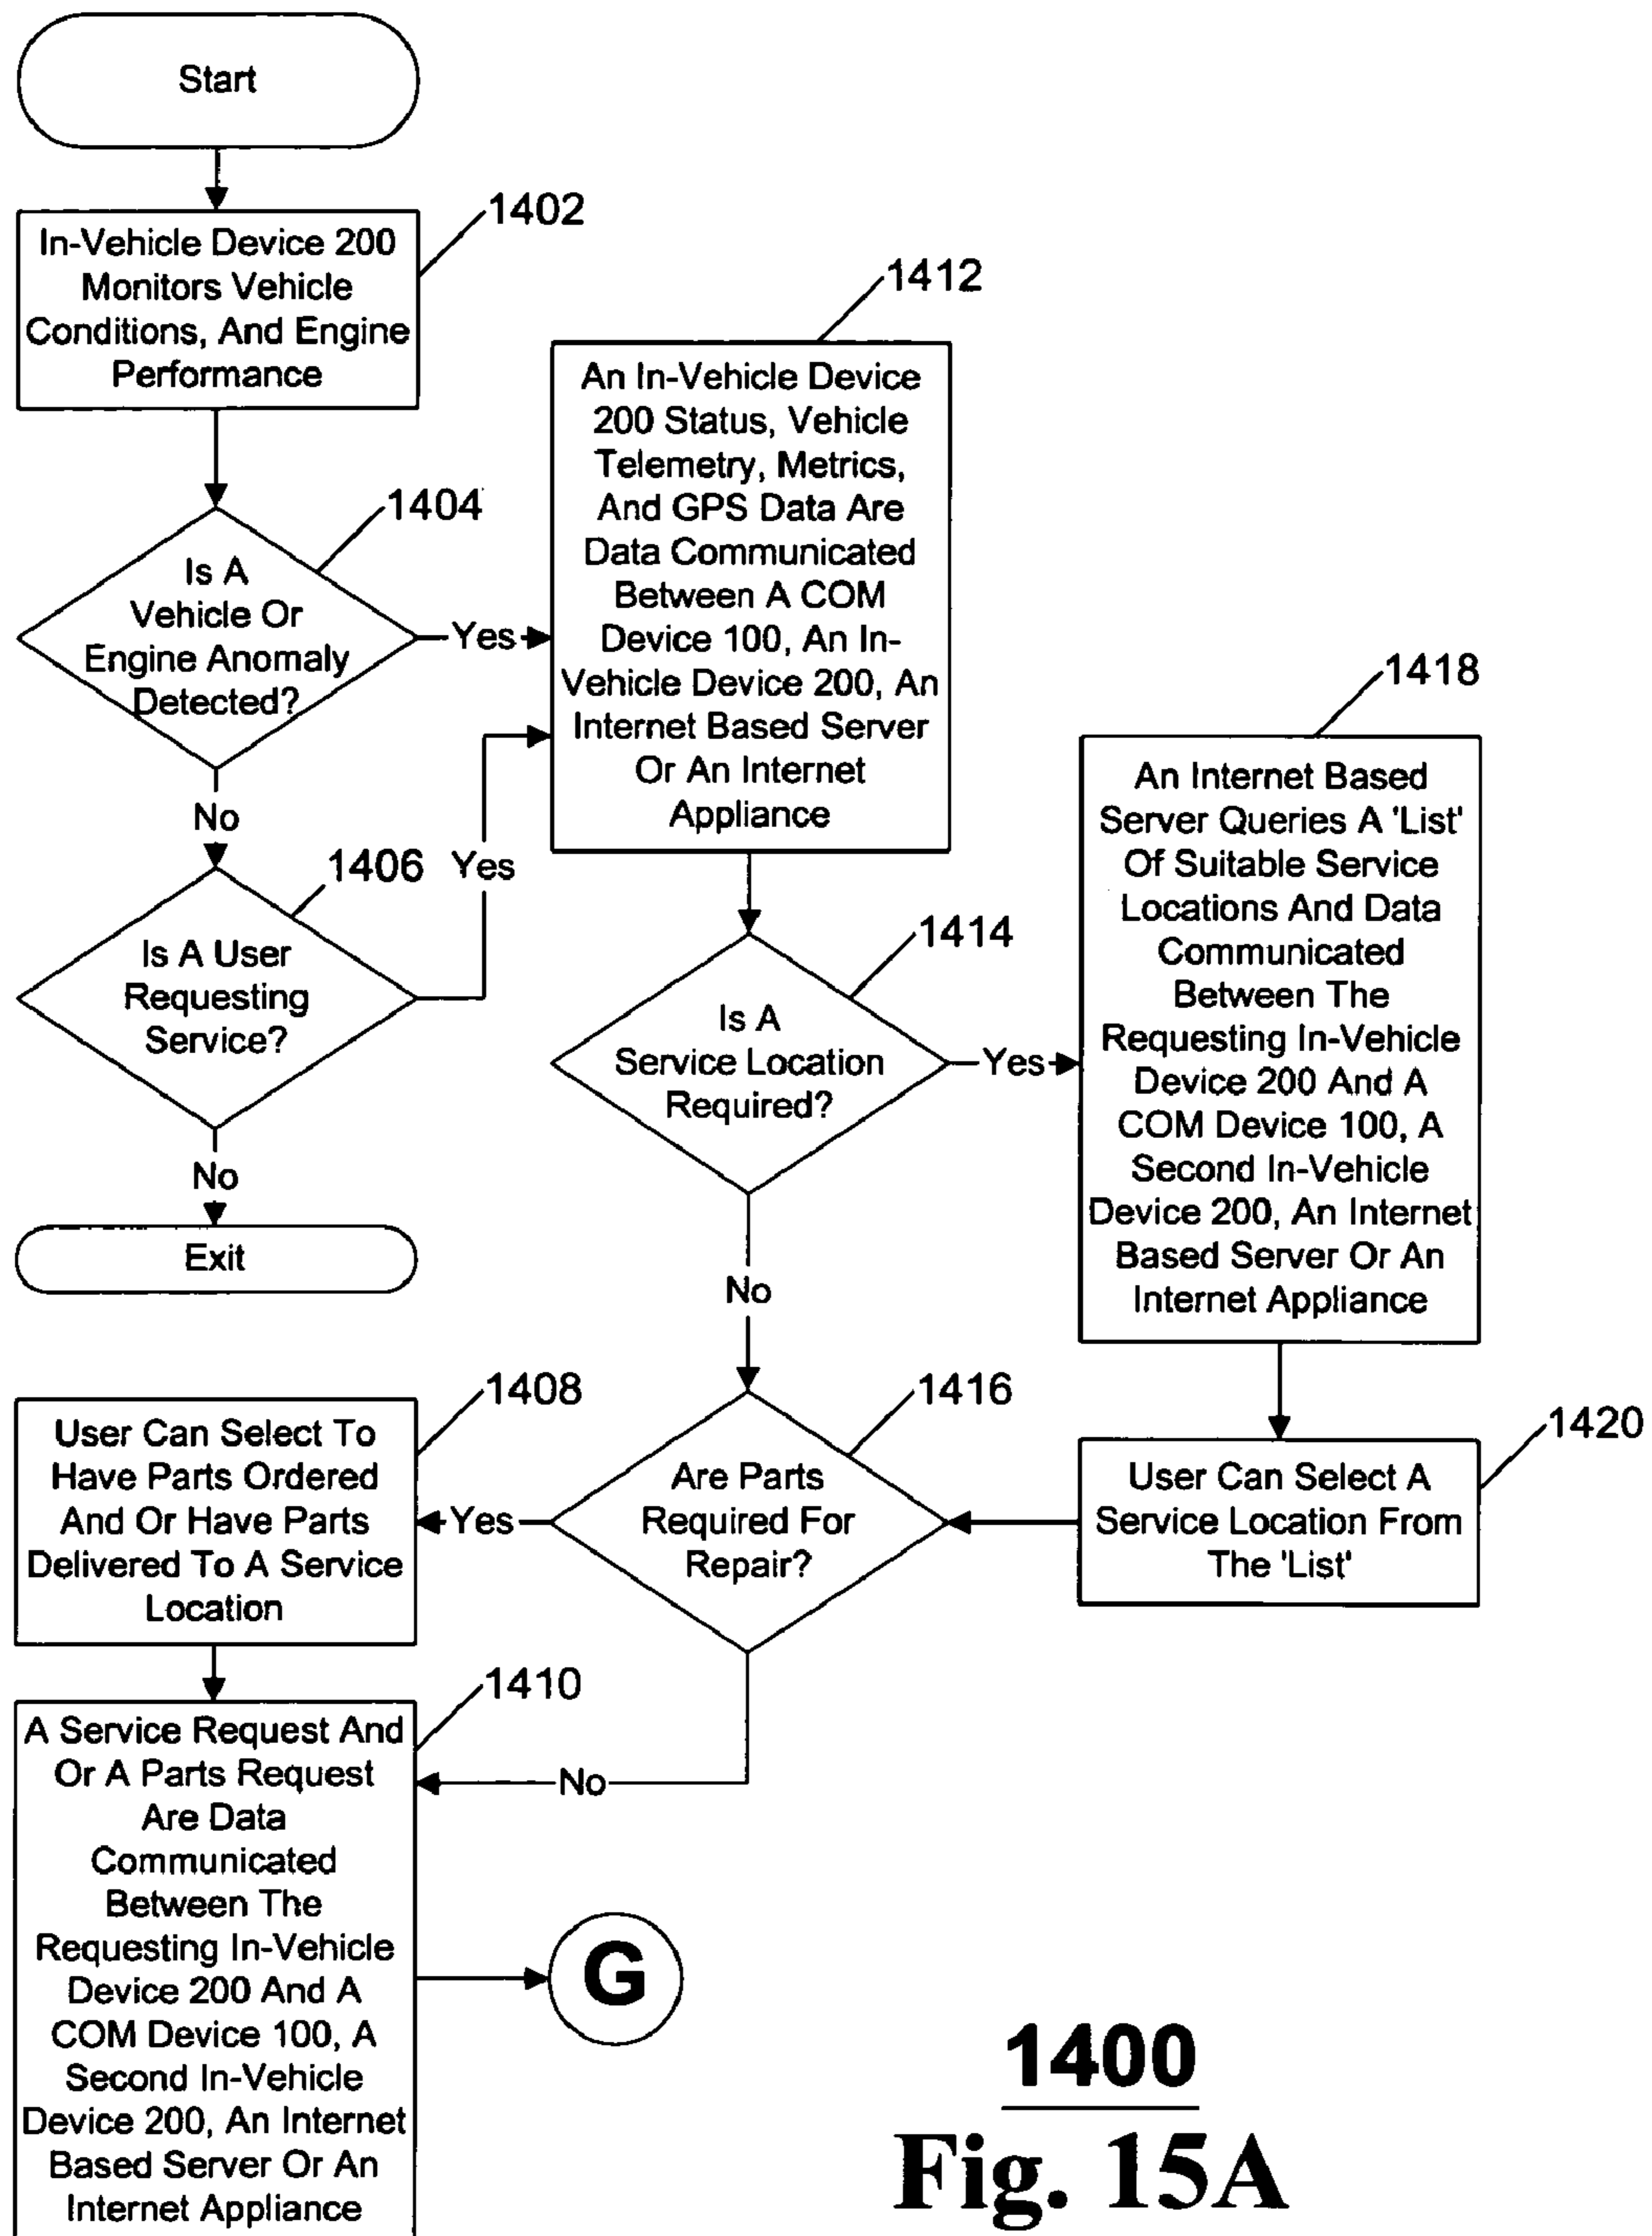 Start
1402
In-Vehicle Device 200
Monitors Vehicle
Conditions, And Engine
Performance
1404
Is A
Vehicle Or
Engine Anomaly
Detected?
Yes
No
1406
Is A User
Requesting
Service?
Yes
No
Exit
1412
An In-Vehicle Device
200 Status, Vehicle
Telemetry, Metrics,
And GPS Data Are
Data Communicated
Between A COM
Device 100, An In-
Vehicle Device 200, An
Internet Based Server
Or An Internet
Appliance
1414
Is A
Service Location
Required?
Yes
No
1418
An Internet Based
Server Queries A 'List'
Of Suitable Service
Locations And Data
Communicated
Between The
Requesting In-Vehicle
Device 200 And A
COM Device 100, A
Second In-Vehicle
Device 200, An Internet
Based Server Or An
Internet Appliance
1420
User Can Select A
Service Location From
The 'List'
1416
Are Parts
Required For
Repair?
Yes
No
1408
User Can Select To
Have Parts Ordered
And Or Have Parts
Delivered To A Service
Location
1410
A Service Request And
Or A Parts Request
Are Data
Communicated
Between The
Requesting In-Vehicle
Device 200 And A
COM Device 100, A
Second In-Vehicle
Device 200, An Internet
Based Server Or An
Internet Appliance
G
1400
Fig. 15A